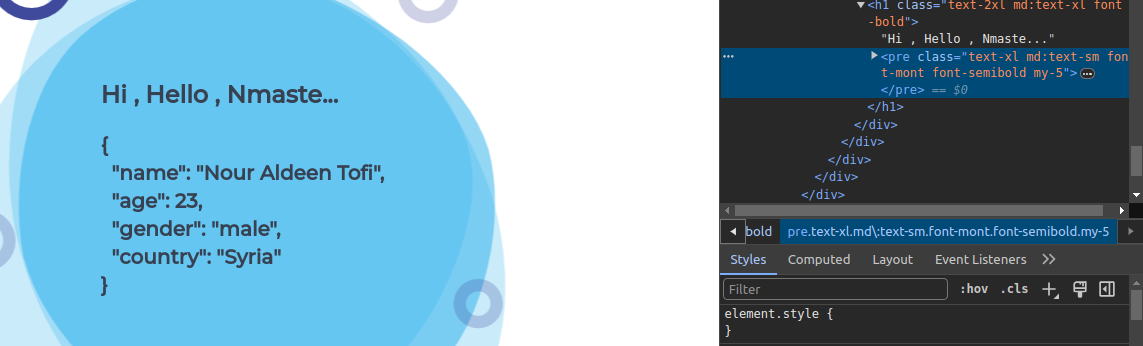 Hi , Hello , Nmaste...
{
"name": "Nour Aldeen Tofi",
"age": 23,
"gender": "male",
"country": "Syria"
}
<h1 class="text-2xl md:text-xl font
-bold">
"Hi , Hello , Nmaste..."
<pre class="text-xl md:text-sm fon
t-mont font-semibold my-5">
</pre> == $0
</h1>
</div>
</div>
</div>
</div>
</div>
bold pre.text-xl.md\:text-sm.font-mont.font-semibold.my-5
Styles Computed Layout Event Listeners
Filter :hov .cls
element.style {
}